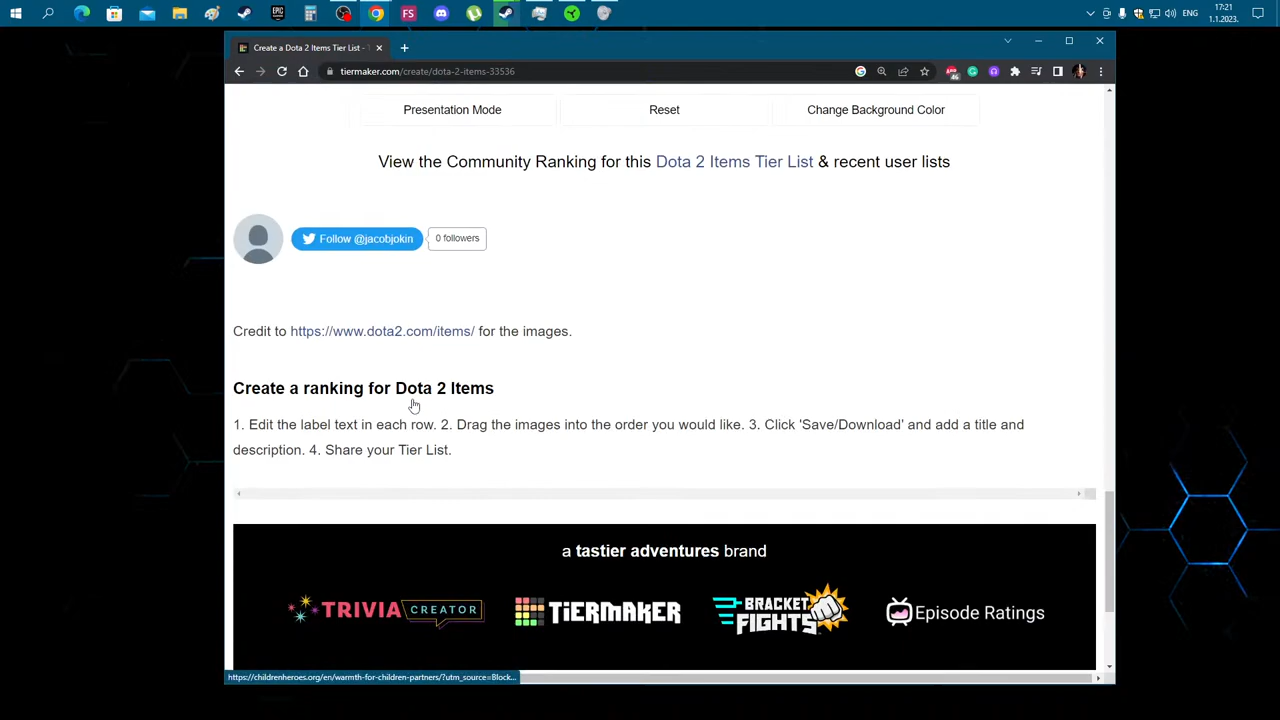 17:21
ENG
1.1.2023.
EPIC
FS
Create a Dota 2 Items Tier List - T
tiermaker.com/create/dota-2-items-33536
46
Presentation Mode
Reset
Change Background Color
View the Community Ranking for this Dota 2 Items Tier List & recent user lists
Follow @jacobjokin
0 followers
Credit to https://www.dota2.com/items/ for the images.
Create a ranking for Dota 2 Items
1. Edit the label text in each row. 2. Drag the images into the order you would like. 3. Click 'Save/Download' and add a title and
description. 4. Share your Tier List.
a tastier adventures brand
TRIVIA CREATOR
TiERMAKER
BRACKET
FIGHTS
Episode Ratings
https://childrenheroes.org/en/warmth-for-children-partners/?utm_source=Block...